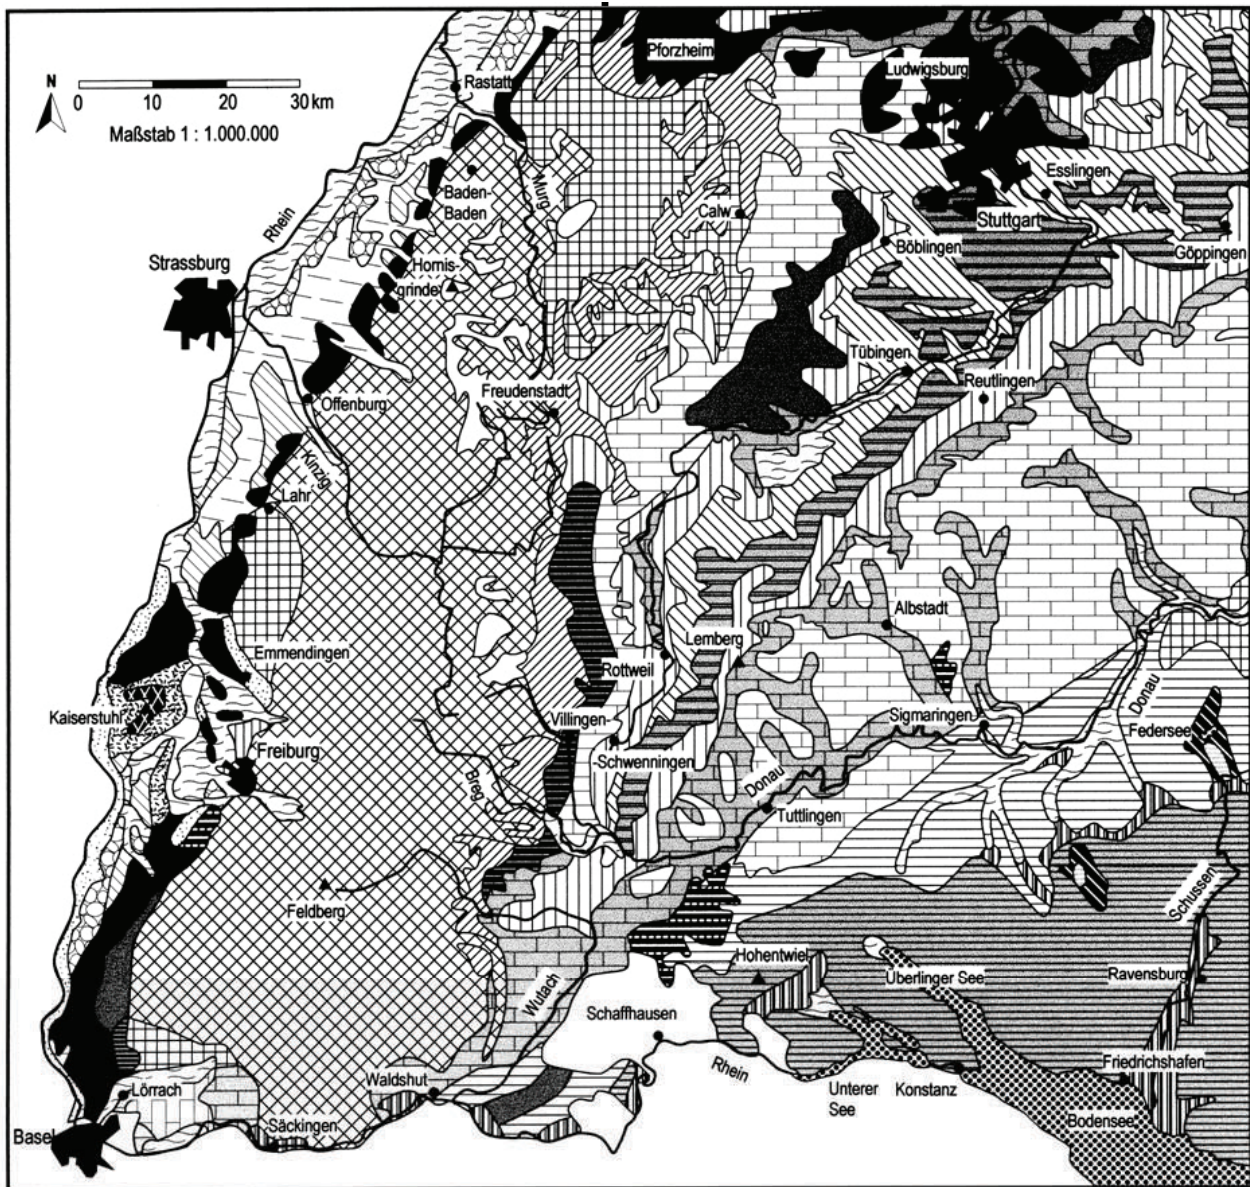 Pforzheim
Ludwigsburg
N
0 10 20 30 km
Maßstab 1 : 1.000.000
Rastatt
Esslingen
Baden-
Baden
Murg
Calw
Stuttgart
Rhein
Böblingen
Göppingen
Strassburg
Hornis-
grinde
Tübingen
Reutlingen
Freudenstadt
Offenburg
Kinzig
Lahr
Albstadt
Lemberg
Emmendingen
Rottweil
Kaiserstuhl
Villingen-
-Schwenningen
Sigmaringen
Donau
Federsee
Freiburg
Breg
Donau
Tuttlingen
Feldberg
Schussen
Hohentwiel
Überlinger See
Ravensburg
Wutach
Schaffhausen
Rhein
Friedrichshafen
Waldshut
Unterer
See
Konstanz
Lörrach
Bodensee
Säckingen
Basel